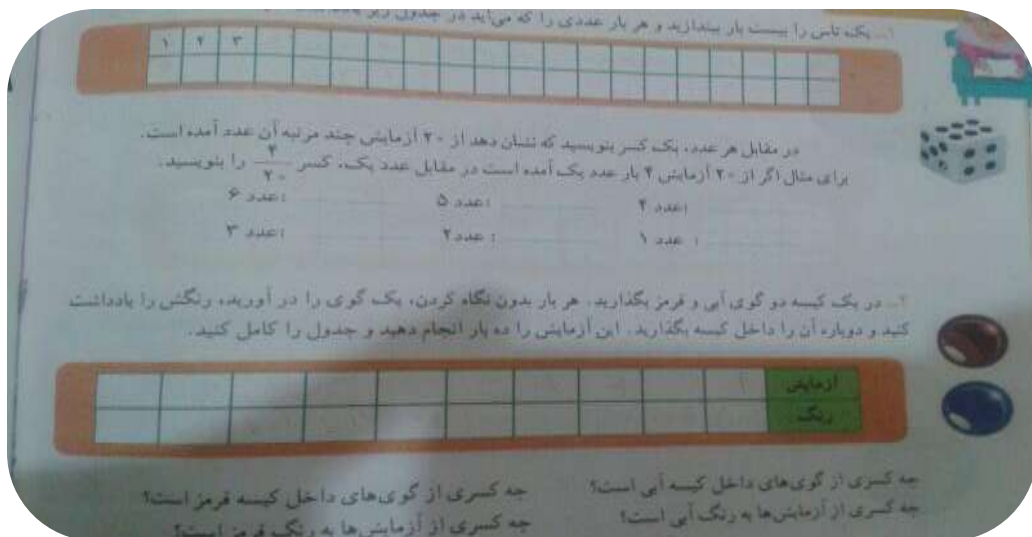 ۱ـ یک تاس را بیست بار بیندازید و هر بار عددی را که می‌آید در جدول زیر
۱ ۲ ۳
در مقابل هر عدد، یک کسر بنویسید که نشان دهد از ۲۰ آزمایش چند مرتبه آن عدد آمده است.
برای مثال اگر از ۲۰ آزمایش ۴ بار عدد یک آمده است در مقابل عدد یک، کسر ۴/۲۰ را بنویسید.
عدد ۴: عدد ۵: عدد ۶:
عدد ۱: عدد ۲: عدد ۳:
۲ـ در یک کیسه دو گوی آبی و قرمز بگذارید. هر بار بدون نگاه کردن، یک گوی را در آورید، رنگش را یادداشت
کنید و دوباره آن را داخل کیسه بگذارید. این آزمایش را ده بار انجام دهید و جدول را کامل کنید.
آزمایش
رنگ
چه کسری از گوی‌های داخل کیسه آبی است؟ چه کسری از گوی‌های داخل کیسه قرمز است؟
چه کسری از آزمایش‌ها به رنگ آبی است؟ چه کسری از آزمایش‌ها به رنگ قرمز است؟